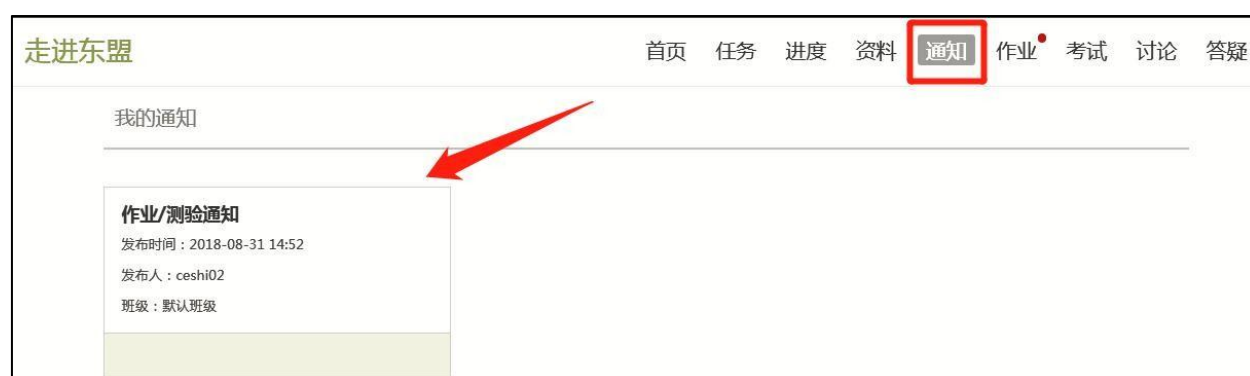 走进东盟 首页 任务 进度 资料 通知 作业 考试 讨论 答疑
我的通知
作业/测验通知
发布时间：2018-08-31 14:52
发布人：ceshi02
班级：默认班级